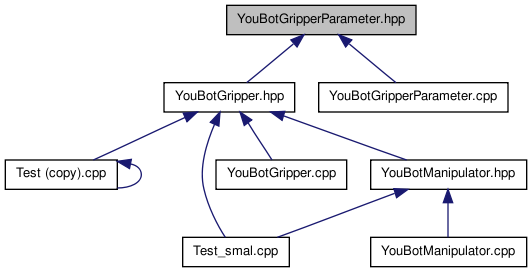 YouBotGripperParameter.hpp
YouBotGripper.hpp
YouBotGripperParameter.cpp
Test (copy).cpp
YouBotGripper.cpp
YouBotManipulator.hpp
Test_smal.cpp
YouBotManipulator.cpp